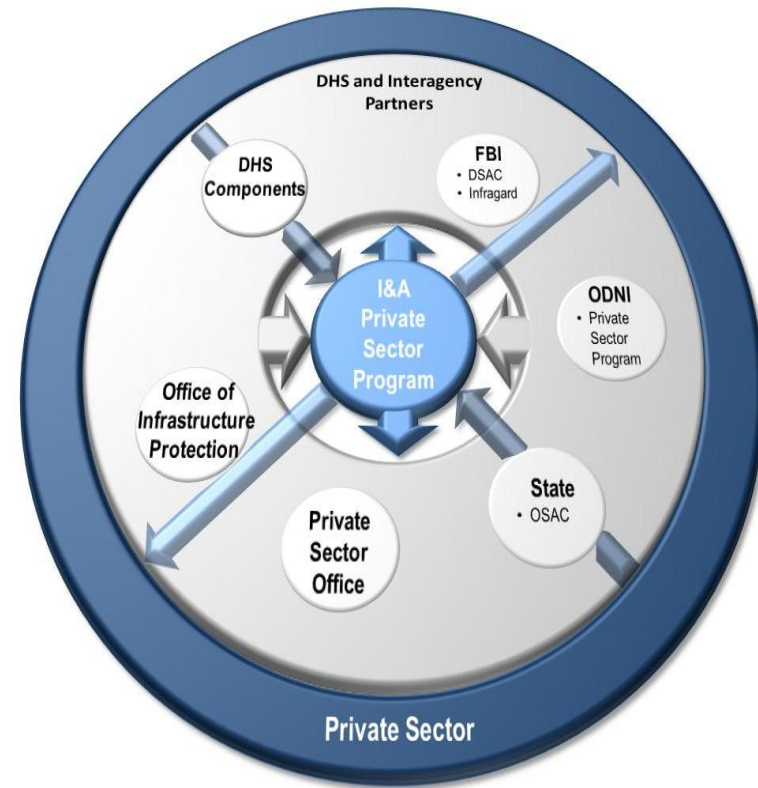 DHS and Interagency
Partners
DHS
Components
FBI
• DSAC
• Infragard
I&A
Private
Sector
Program
ODNI
• Private
Sector
Program
Office of
Infrastructure
Protection
State
• OSAC
Private
Sector
Office
Private Sector